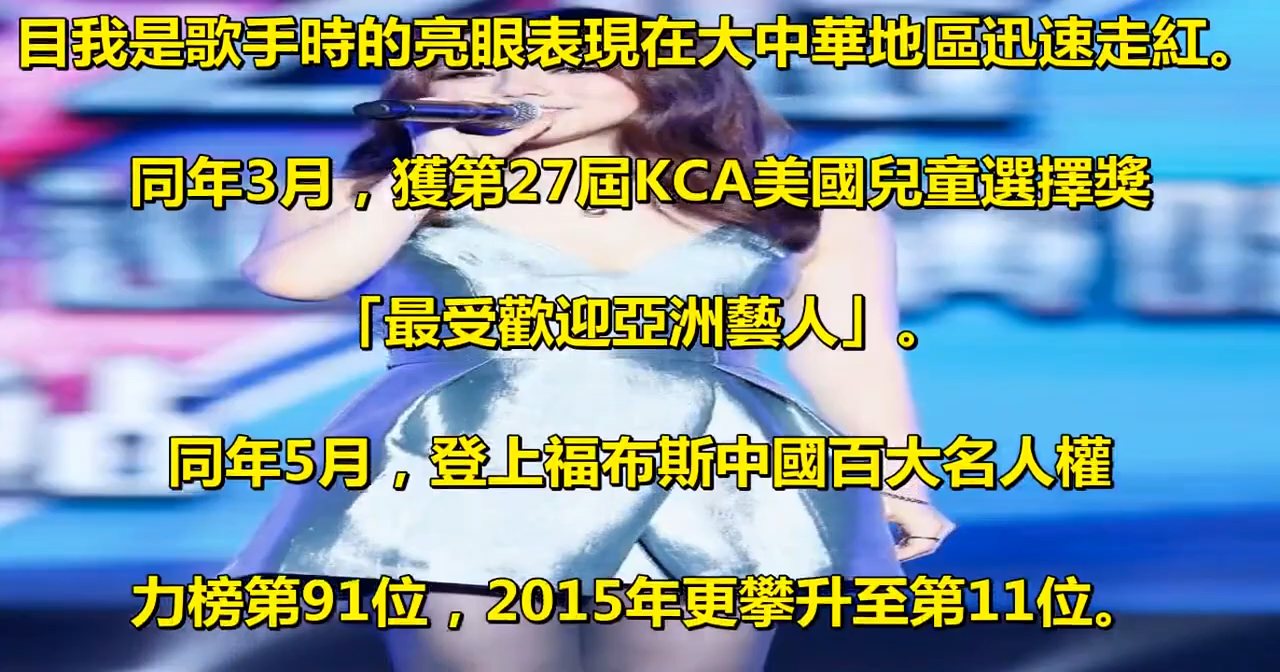 目我是歌手時的亮眼表現在大中華地區迅速走紅。
同年3月，獲第27屆KCA美國兒童選擇獎
「最受歡迎亞洲藝人」。
同年5月，登上福布斯中國百大名人權
力榜第91位，2015年更攀升至第11位。